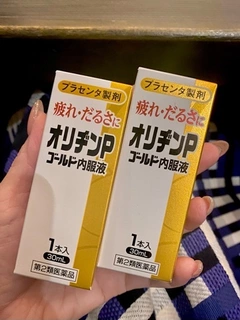 プラセンタ製剤
疲れ・だるさに
オリヂンP
ゴールド内服液
1本入
30mL
第2類医薬品
プラセンタ製剤
疲れ・だるさに
オリヂンP
ゴールド内服液
1本入
30mL
第2類医薬品